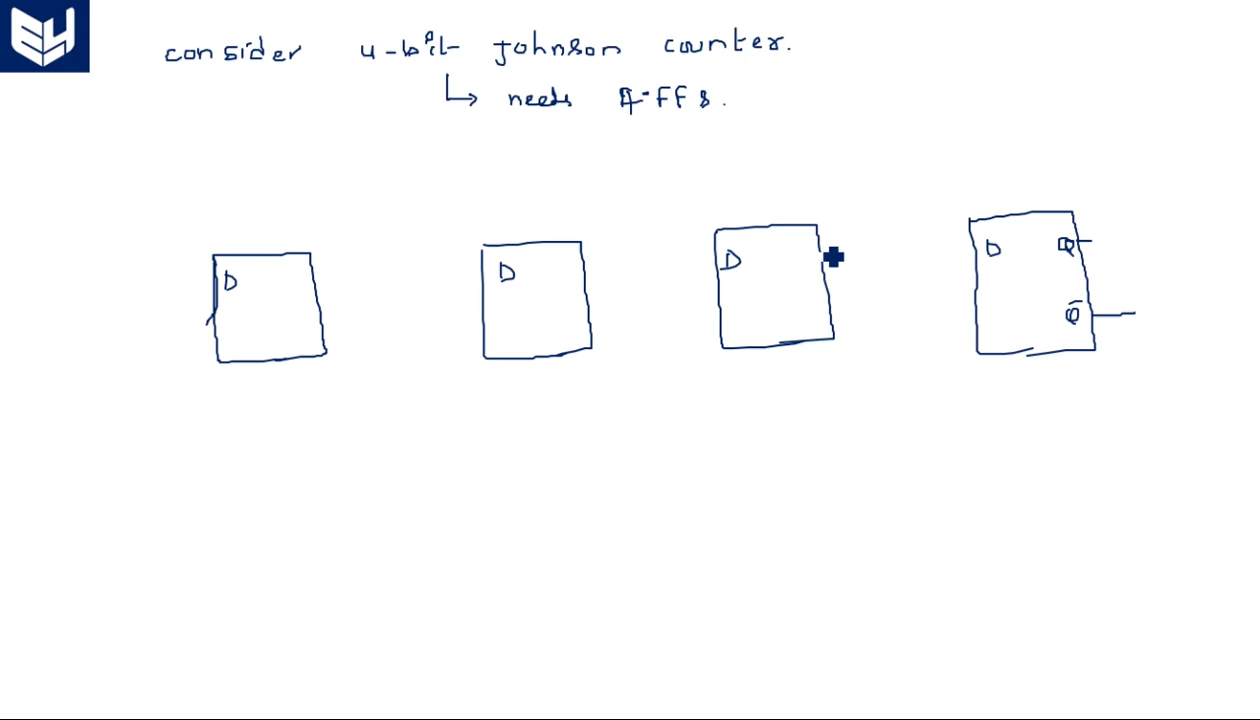 consider 4-bit Johnson counter.
↳ needs 4-FFs.
D D D D Q
Q̄